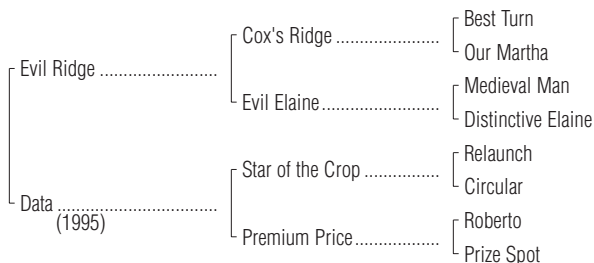 Best Turn
Cox's Ridge ......................
Our Martha
Evil Ridge .........................
Medieval Man
Evil Elaine.........................
Distinctive Elaine
Relaunch
Star of the Crop ................
Circular
Data ..................................
(1995)
Roberto
Premium Price..................
Prize Spot